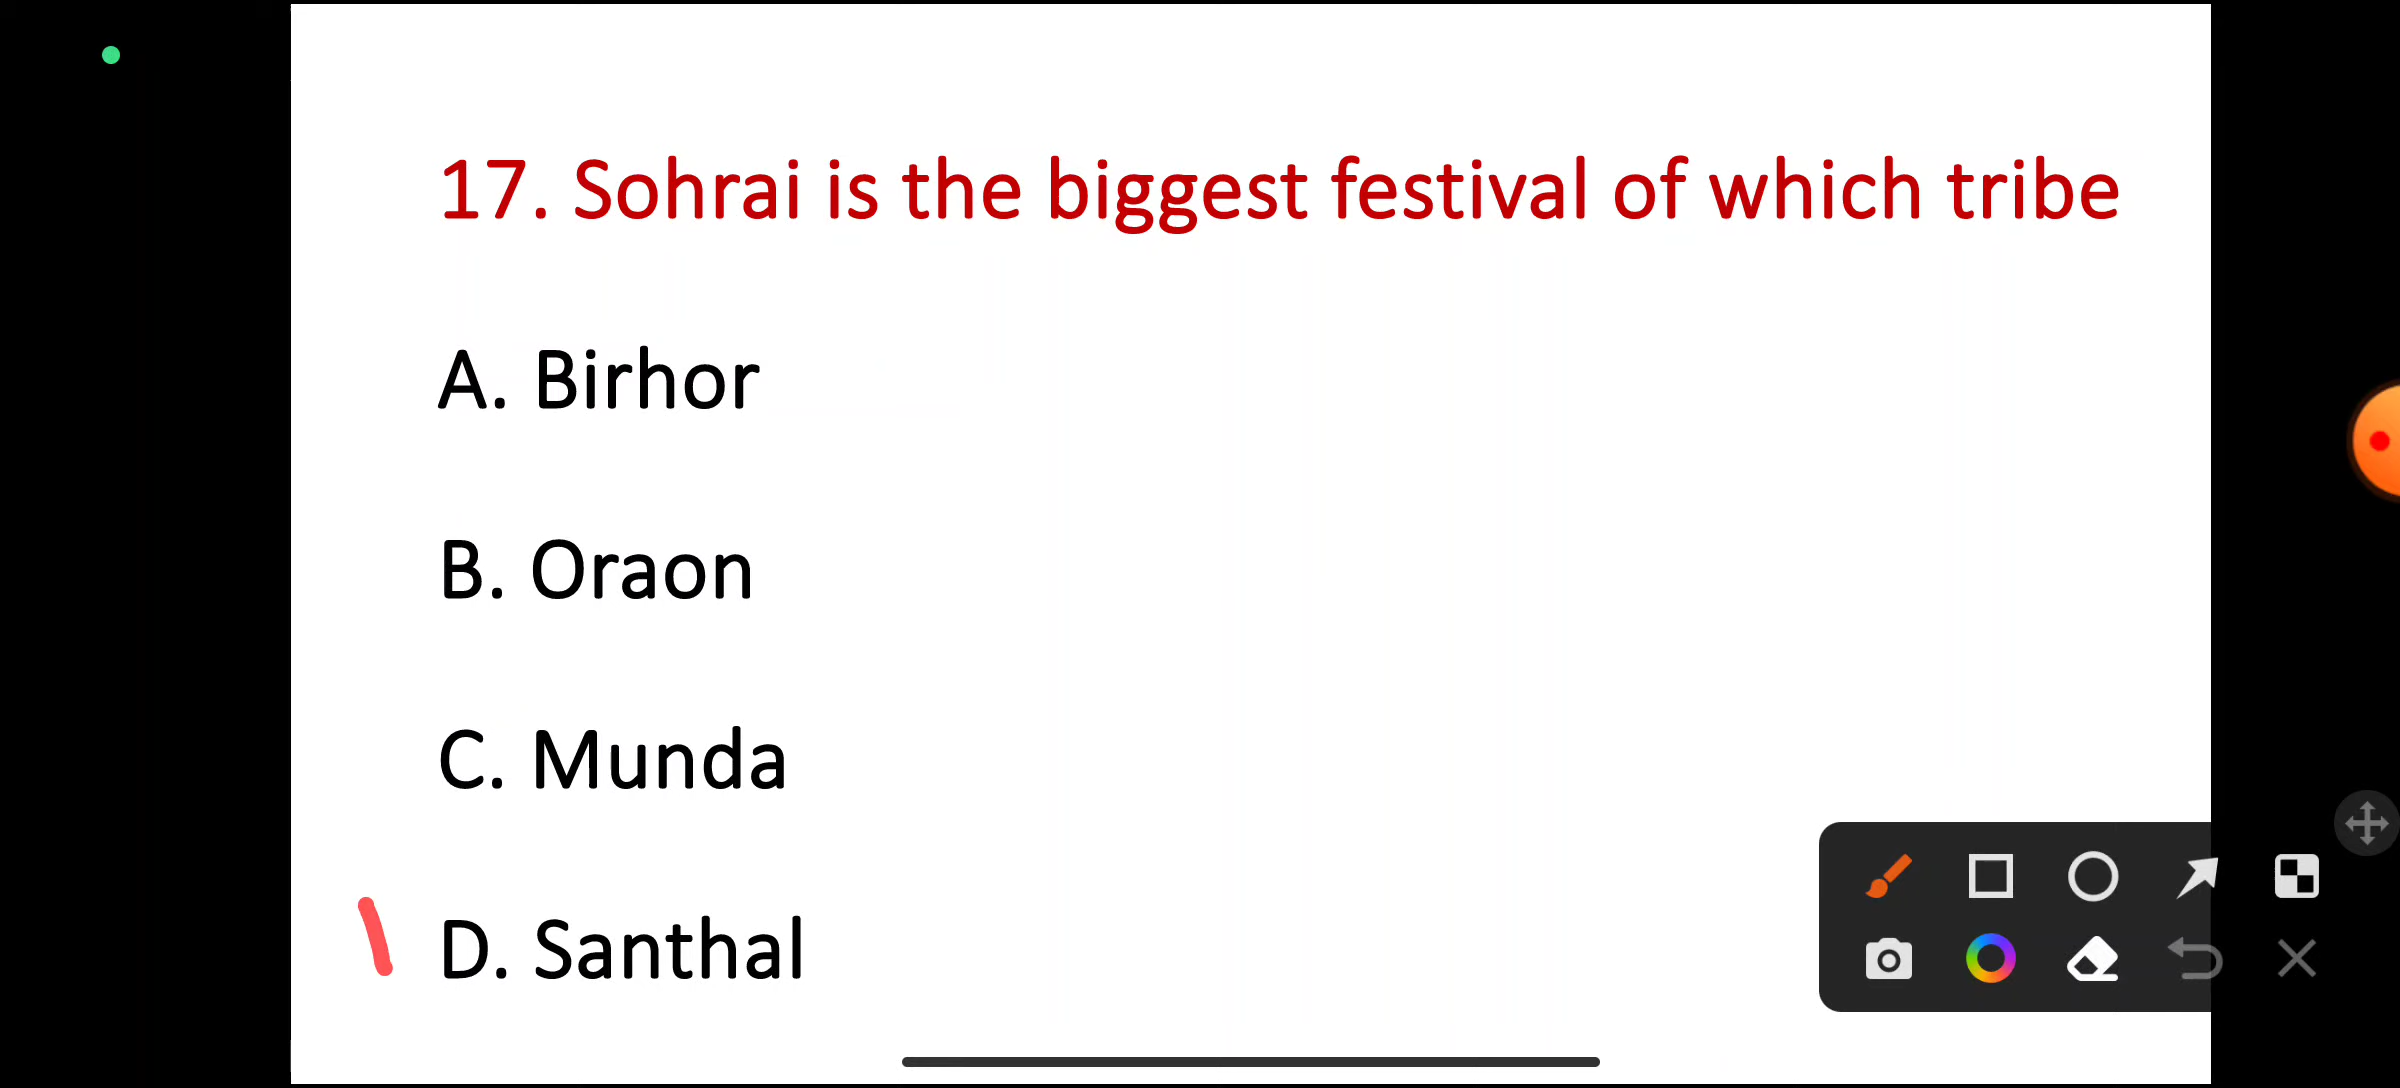 17. Sohrai is the biggest festival of which tribe
A. Birhor
B. Oraon
C. Munda
D. Santhal